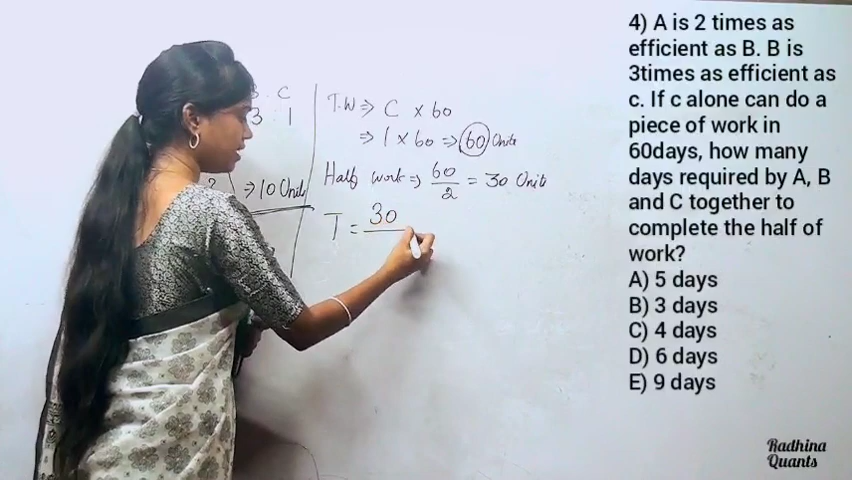 C
3 : 1
⇒ 10 Units
T.W ⇒ C × 60
⇒ 1 × 60 ⇒ 60 Units
Half work ⇒ 60/2 = 30 Units
T = 30
4) A is 2 times as
efficient as B. B is
3times as efficient as
c. If c alone can do a
piece of work in
60days, how many
days required by A, B
and C together to
complete the half of
work?
A) 5 days
B) 3 days
C) 4 days
D) 6 days
E) 9 days
Radhina
Quants